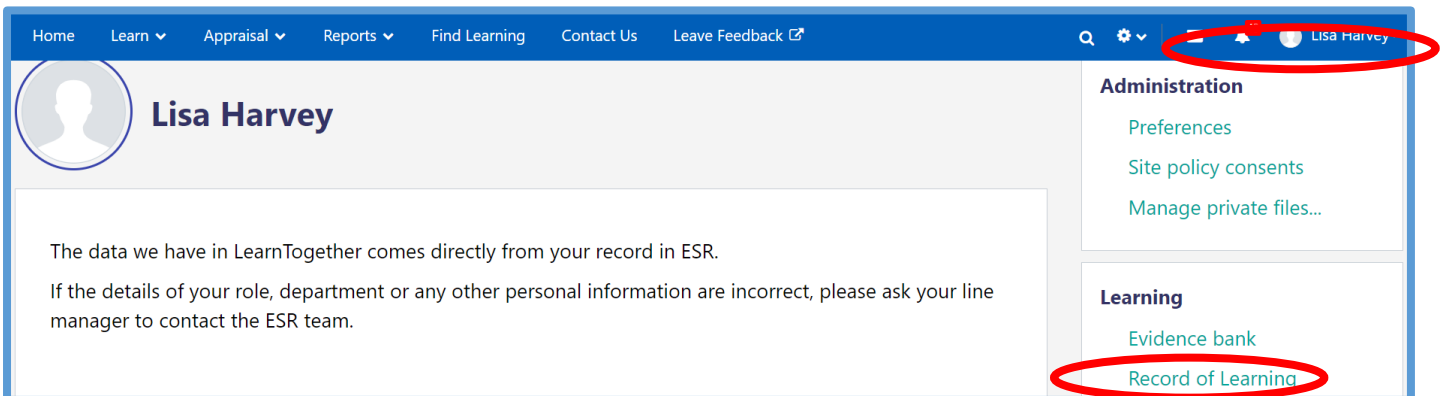 Home Learn Appraisal Reports Find Learning Contact Us Leave Feedback Lisa Harvey
Lisa Harvey
The data we have in LearnTogether comes directly from your record in ESR.
If the details of your role, department or any other personal information are incorrect, please ask your line
manager to contact the ESR team.
Administration
Preferences
Site policy consents
Manage private files...
Learning
Evidence bank
Record of Learning